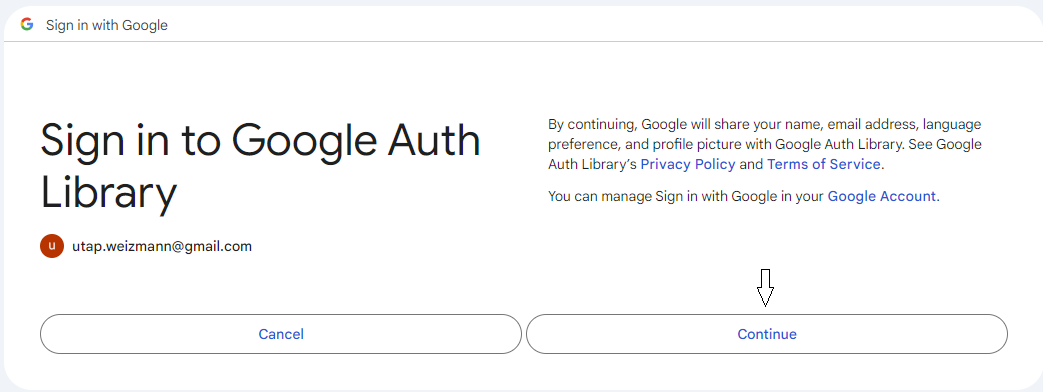 Sign in with Google
Sign in to Google Auth
Library
u
utap.weizmann@gmail.com
By continuing, Google will share your name, email address, language
preference, and profile picture with Google Auth Library. See Google
Auth Library's Privacy Policy and Terms of Service.
You can manage Sign in with Google in your Google Account.
Cancel
Continue